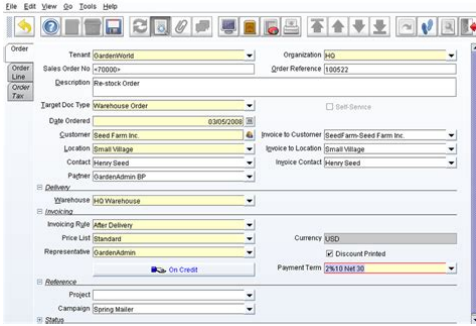 File Edit View Go Tools Help
Order
Order Line
Order Tax
Tenant GardenWorld Organization HQ
Sales Order No <70000> Order Reference 100522
Description Re-stock Order
Target Doc Type Warehouse Order Self-Service
Date Ordered 03/05/2008
Customer Seed Farm Inc. Invoice to Customer SeedFarm-Seed Farm Inc.
Location Small Village Invoice to Location Small Village
Contact Henry Seed Invoice Contact Henry Seed
Partner GardenAdmin BP
Delivery
Warehouse HQ Warehouse
Invoicing
Invoicing Rule After Delivery
Price List Standard Currency USD
Representative GardenAdmin Discount Printed
On Credit Payment Term 2%10 Net 30
Reference
Project
Campaign Spring Mailer
Status